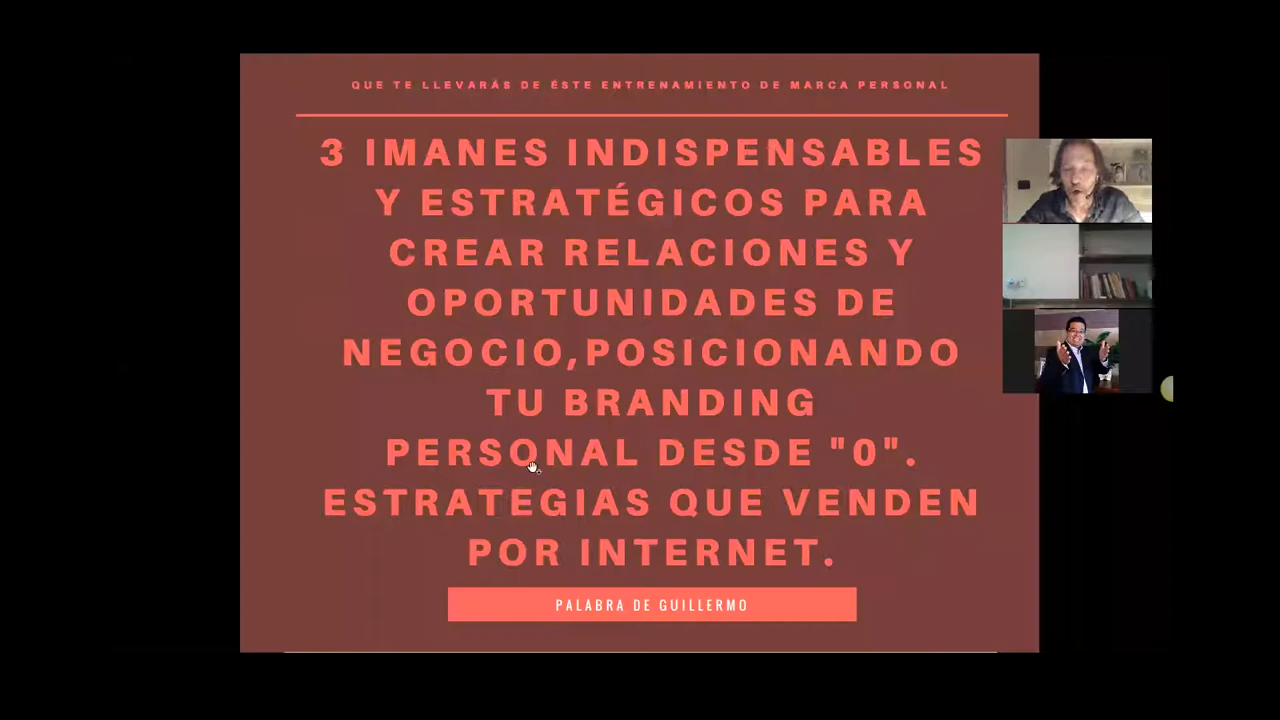 QUE TE LLEVARÁS DE ÉSTE ENTRENAMIENTO DE MARCA PERSONAL
3 IMANES INDISPENSABLES
Y ESTRATÉGICOS PARA
CREAR RELACIONES Y
OPORTUNIDADES DE
NEGOCIO,POSICIONANDO
TU BRANDING
PERSONAL DESDE "0".
ESTRATEGIAS QUE VENDEN
POR INTERNET.
PALABRA DE GUILLERMO